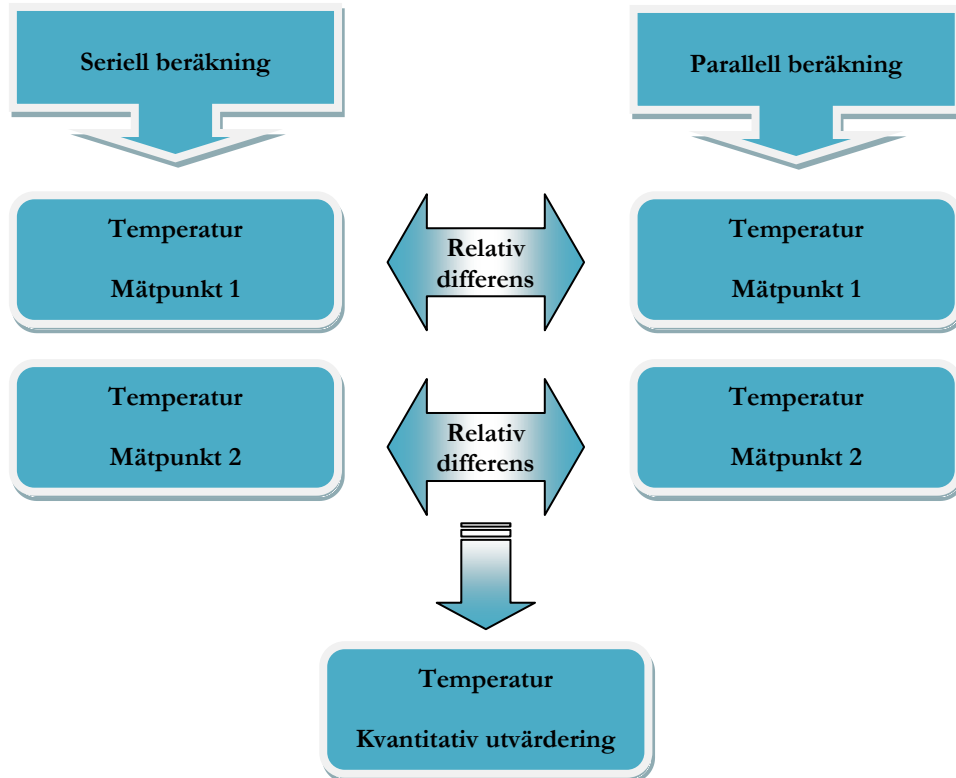 Seriell beräkning
Parallell beräkning
Temperatur
Mätpunkt 1
Relativ
differens
Temperatur
Mätpunkt 1
Temperatur
Mätpunkt 2
Relativ
differens
Temperatur
Mätpunkt 2
Temperatur
Kvantitativ utvärdering